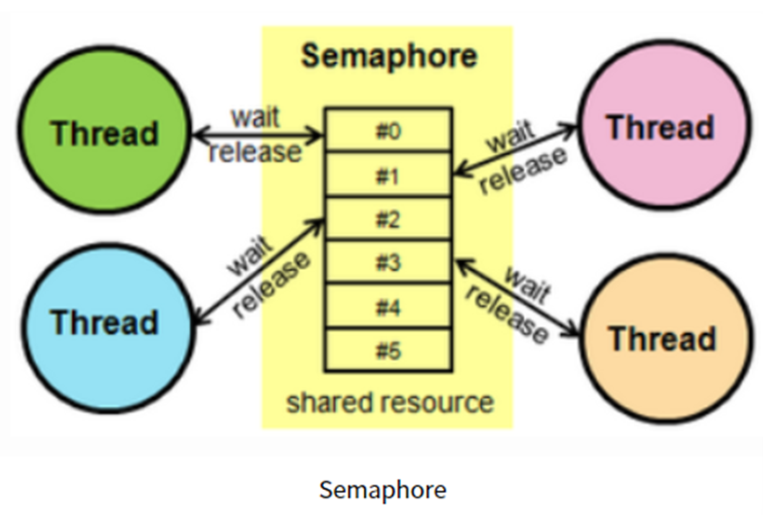 Semaphore
Thread
wait
release
#0
#1
#2
#3
#4
#5
wait
release
Thread
Thread
wait
release
wait
release
Thread
shared resource
Semaphore